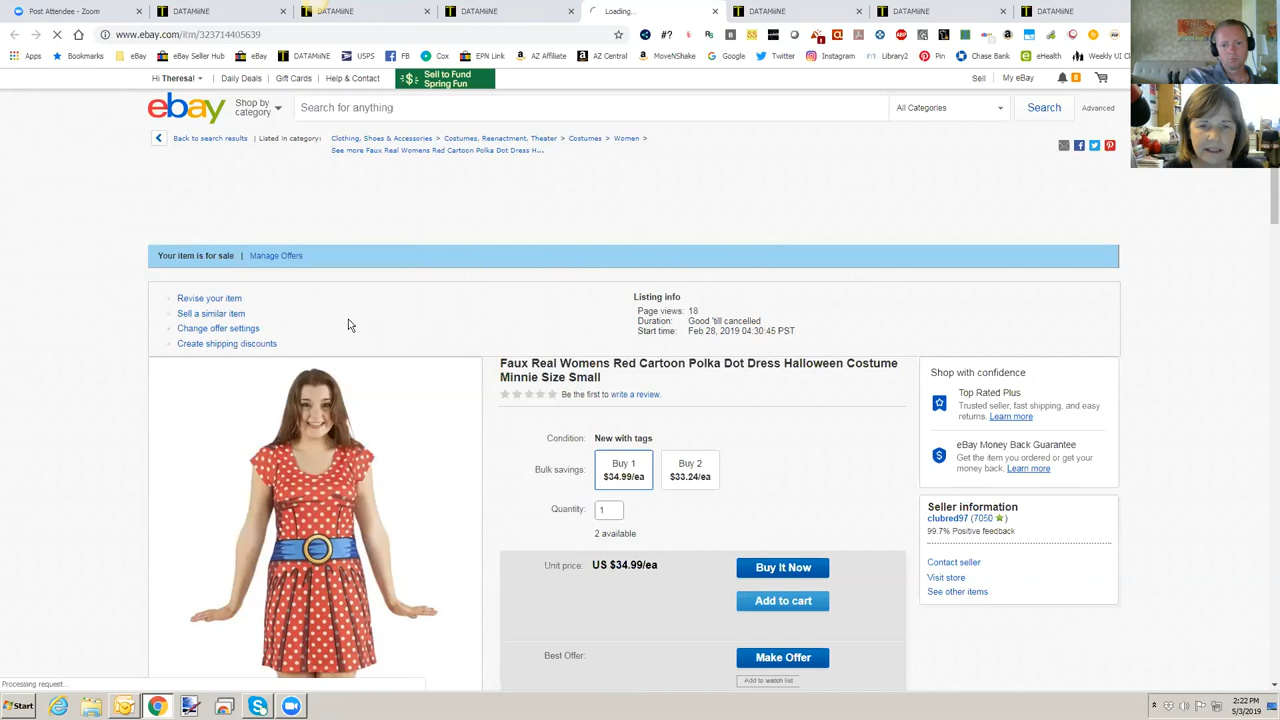 Post Attendee - Zoom
DATAMiiNE
DATAMiiNE
DATAMiiNE
Loading...
DATAMiiNE
DATAMiiNE
DATAMiiNE
www.ebay.com/itm/323714405639
Apps Bookmarks eBay eBay Seller Hub eBay DATAMiiNE USPS FB Cox EPN Link AZ Affiliate AZ Central MoveNShake Google Twitter Instagram Library2 Pin Chase Bank eHealth Weekly UI C
Hi Theresa! Daily Deals Gift Cards Help & Contact
Sell to Fund
Spring Fun
Sell My eBay
8
ebay
Shop by
category
Search for anything
All Categories
Search
Advanced
Back to search results | Listed in category: Clothing, Shoes & Accessories > Costumes, Reenactment, Theater > Costumes > Women >
See more Faux Real Womens Red Cartoon Polka Dot Dress H...
Your item is for sale | Manage Offers
Revise your item
Sell a similar item
Change offer settings
Create shipping discounts
Listing info
Page views: 18
Duration: Good 'till cancelled
Start time: Feb 28, 2019 04:30:45 PST
Faux Real Womens Red Cartoon Polka Dot Dress Halloween Costume
Minnie Size Small
Be the first to write a review.
Condition: New with tags
Bulk savings:
Buy 1
$34.99/ea
Buy 2
$33.24/ea
Quantity: 1
2 available
Unit price: US $34.99/ea
Buy It Now
Add to cart
Best Offer:
Make Offer
Add to watch list
Shop with confidence
Top Rated Plus
Trusted seller, fast shipping, and easy
returns. Learn more
eBay Money Back Guarantee
Get the item you ordered or get your
money back. Learn more
Seller information
clubred97 (7050 )
99.7% Positive feedback
Contact seller
Visit store
See other items
Processing request...
Start
2:22 PM
5/3/2019